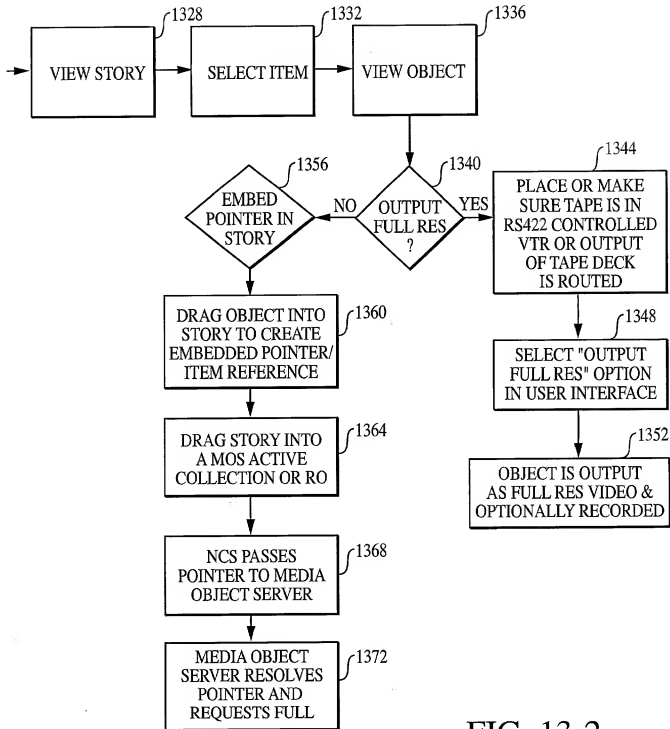 1328
VIEW STORY
1332
SELECT ITEM
1336
VIEW OBJECT
1340
OUTPUT
FULL RES
?
NO
YES
1356
EMBED
POINTER IN
STORY
1344
PLACE OR MAKE
SURE TAPE IS IN
RS422 CONTROLLED
VTR OR OUTPUT
OF TAPE DECK
IS ROUTED
1360
DRAG OBJECT INTO
STORY TO CREATE
EMBEDDED POINTER/
ITEM REFERENCE
1348
SELECT "OUTPUT
FULL RES" OPTION
IN USER INTERFACE
1364
DRAG STORY INTO
A MOS ACTIVE
COLLECTION OR RO
1352
OBJECT IS OUTPUT
AS FULL RES VIDEO &
OPTIONALLY RECORDED
1368
NCS PASSES
POINTER TO MEDIA
OBJECT SERVER
1372
MEDIA OBJECT
SERVER RESOLVES
POINTER AND
REQUESTS FULL
FIG. 13-2